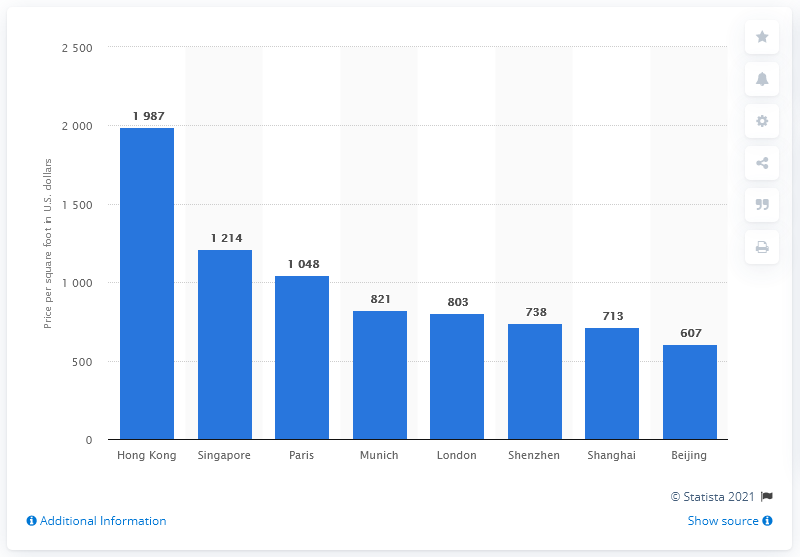 2 500
2 000
1 500
1 000
500
0
Price per square foot in U.S. dollars
1 987
1 214
1 048
821
803
738
713
607
Hong Kong
Singapore
Paris
Munich
London
Shenzhen
Shanghai
Beijing
© Statista 2021
Additional Information
Show source